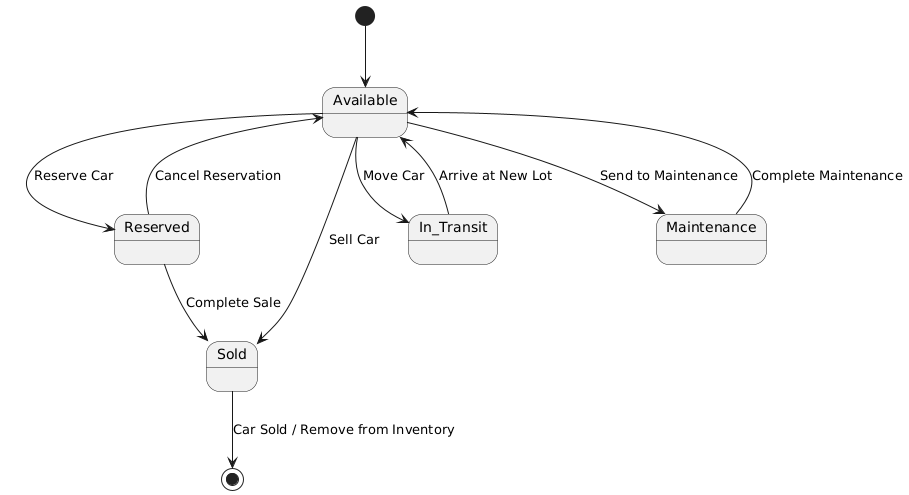 Available
Reserve Car
Cancel Reservation
Move Car
Arrive at New Lot
Send to Maintenance
Complete Maintenance
Reserved
In_Transit
Maintenance
Sell Car
Complete Sale
Sold
Car Sold / Remove from Inventory